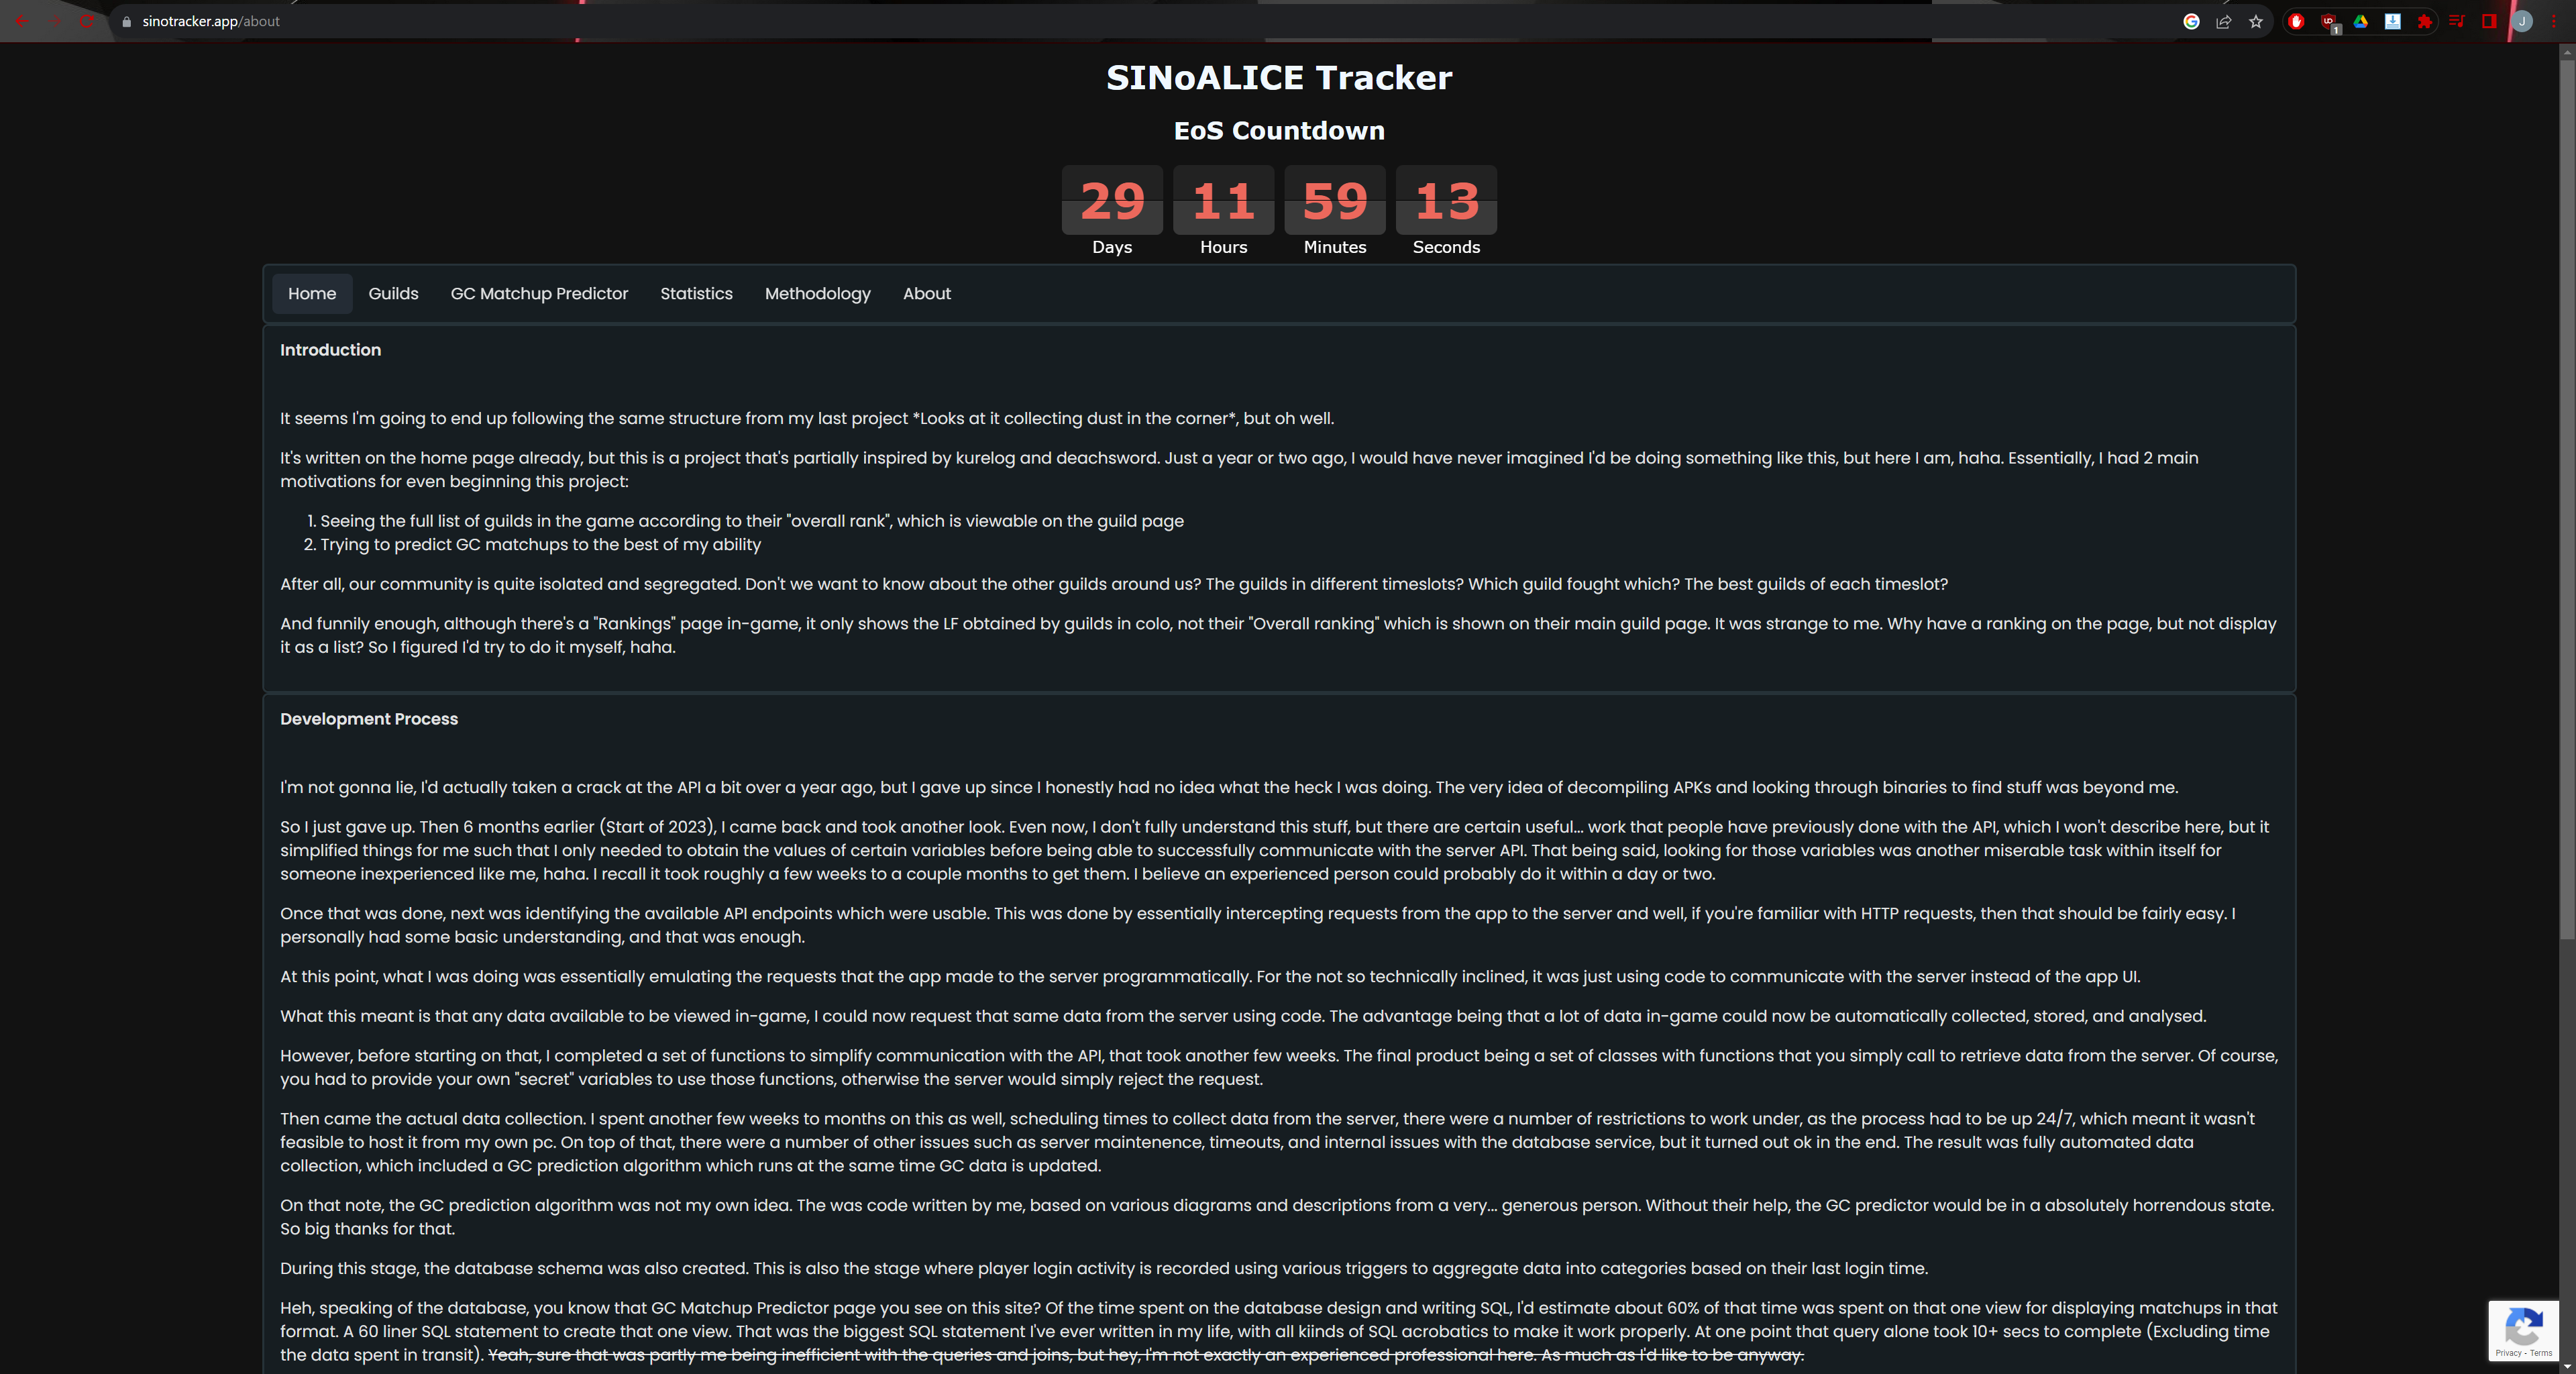 sinotracker.app/about
SINoALICE Tracker
EoS Countdown
29 11 59 13
Days Hours Minutes Seconds
Home Guilds GC Matchup Predictor Statistics Methodology About
Introduction
It seems I'm going to end up following the same structure from my last project *Looks at it collecting dust in the corner*, but oh well.
It's written on the home page already, but this is a project that's partially inspired by kurelog and deachsword. Just a year or two ago, I would have never imagined I'd be doing something like this, but here I am, haha. Essentially, I had 2 main
motivations for even beginning this project:
1. Seeing the full list of guilds in the game according to their "overall rank", which is viewable on the guild page
2. Trying to predict GC matchups to the best of my ability
After all, our community is quite isolated and segregated. Don't we want to know about the other guilds around us? The guilds in different timeslots? Which guild fought which? The best guilds of each timeslot?
And funnily enough, although there's a "Rankings" page in-game, it only shows the LF obtained by guilds in colo, not their "Overall ranking" which is shown on their main guild page. It was strange to me. Why have a ranking on the page, but not display
it as a list? So I figured I'd try to do it myself, haha.
Development Process
I'm not gonna lie, I'd actually taken a crack at the API a bit over a year ago, but I gave up since I honestly had no idea what the heck I was doing. The very idea of decompiling APKs and looking through binaries to find stuff was beyond me.
So I just gave up. Then 6 months earlier (Start of 2023), I came back and took another look. Even now, I don't fully understand this stuff, but there are certain useful... work that people have previously done with the API, which I won't describe here, but it
simplified things for me such that I only needed to obtain the values of certain variables before being able to successfully communicate with the server API. That being said, looking for those variables was another miserable task within itself for
someone inexperienced like me, haha. I recall it took roughly a few weeks to a couple months to get them. I believe an experienced person could probably do it within a day or two.
Once that was done, next was identifying the available API endpoints which were usable. This was done by essentially intercepting requests from the app to the server and well, if you're familiar with HTTP requests, then that should be fairly easy. I
personally had some basic understanding, and that was enough.
At this point, what I was doing was essentially emulating the requests that the app made to the server programmatically. For the not so technically inclined, it was just using code to communicate with the server instead of the app UI.
What this meant is that any data available to be viewed in-game, I could now request that same data from the server using code. The advantage being that a lot of data in-game could now be automatically collected, stored, and analysed.
However, before starting on that, I completed a set of functions to simplify communication with the API, that took another few weeks. The final product being a set of classes with functions that you simply call to retrieve data from the server. Of course,
you had to provide your own "secret" variables to use those functions, otherwise the server would simply reject the request.
Then came the actual data collection. I spent another few weeks to months on this as well, scheduling times to collect data from the server, there were a number of restrictions to work under, as the process had to be up 24/7, which meant it wasn't
feasible to host it from my own pc. On top of that, there were a number of other issues such as server maintenence, timeouts, and internal issues with the database service, but it turned out ok in the end. The result was fully automated data
collection, which included a GC prediction algorithm which runs at the same time GC data is updated.
On that note, the GC prediction algorithm was not my own idea. The was code written by me, based on various diagrams and descriptions from a very... generous person. Without their help, the GC predictor would be in a absolutely horrendous state.
So big thanks for that.
During this stage, the database schema was also created. This is also the stage where player login activity is recorded using various triggers to aggregate data into categories based on their last login time.
Heh, speaking of the database, you know that GC Matchup Predictor page you see on this site? Of the time spent on the database design and writing SQL, I'd estimate about 60% of that time was spent on that one view for displaying matchups in that
format. A 60 liner SQL statement to create that one view. That was the biggest SQL statement I've ever written in my life, with all kiinds of SQL acrobatics to make it work properly. At one point that query alone took 10+ secs to complete (Excluding time
the data spent in transit). Yeah, sure that was partly me being inefficient with the queries and joins, but hey, I'm not exactly an experienced professional here. As much as I'd like to be anyway.
Privacy - Terms
1
J